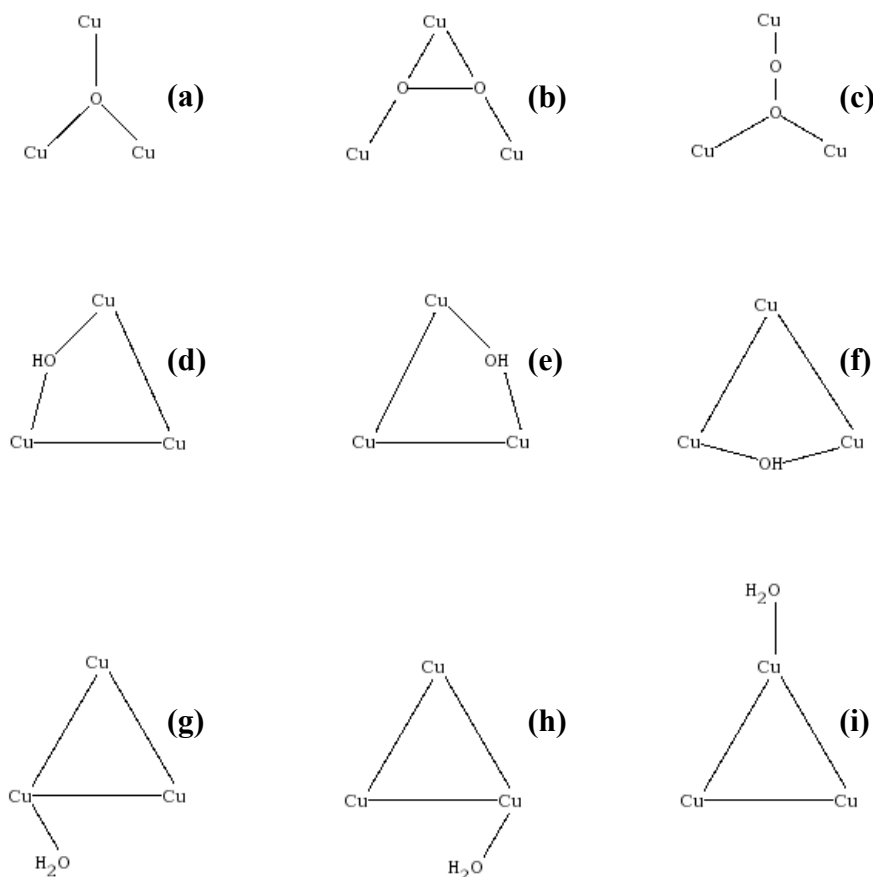 Cu Cu Cu
O (a) O O (b) O (c)
O
Cu Cu Cu Cu Cu Cu
Cu Cu Cu
HO (d) OH (e) (f)
Cu Cu Cu Cu Cu Cu
OH
H2O
Cu Cu Cu
(g) (h) (i)
Cu Cu Cu Cu Cu Cu
H2O H2O